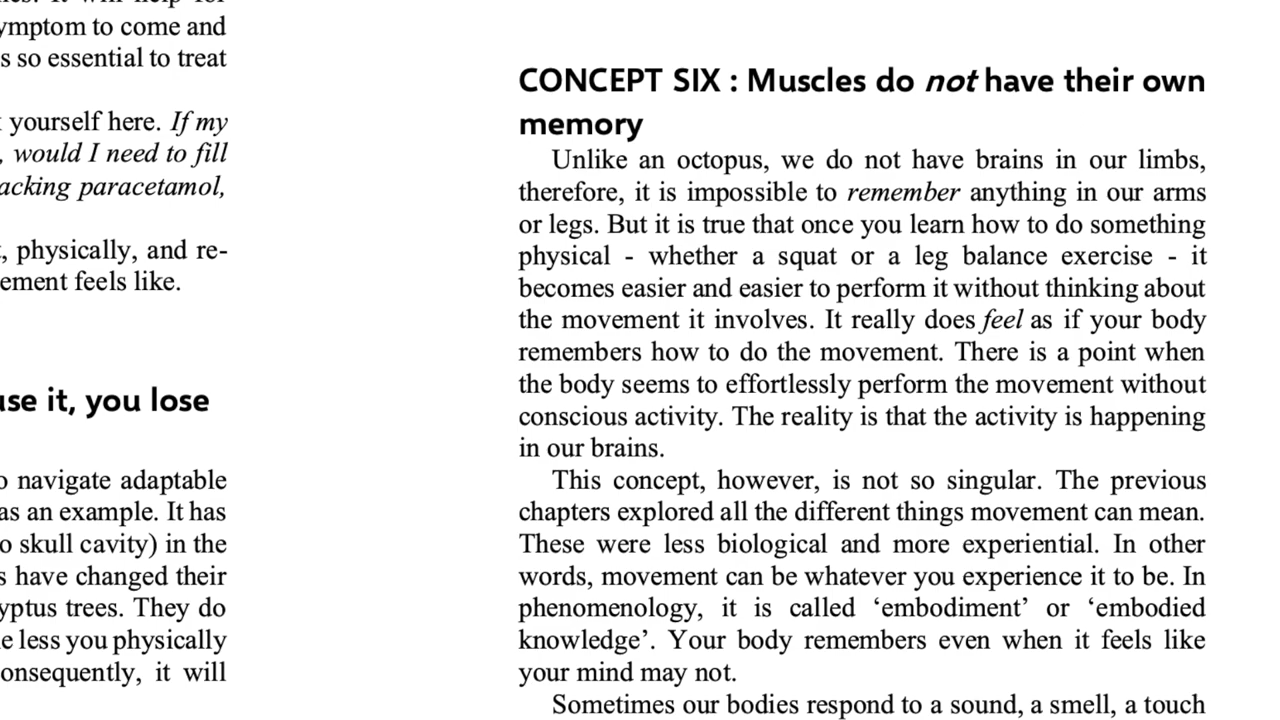 ymptom to come and
s so essential to treat
yourself here. If my
, would I need to fill
acking paracetamol,
, physically, and re-
ement feels like.
use it, you lose
o navigate adaptable
as an example. It has
o skull cavity) in the
s have changed their
yptus trees. They do
e less you physically
onsequently, it will
CONCEPT SIX : Muscles do not have their own
memory
Unlike an octopus, we do not have brains in our limbs,
therefore, it is impossible to remember anything in our arms
or legs. But it is true that once you learn how to do something
physical - whether a squat or a leg balance exercise - it
becomes easier and easier to perform it without thinking about
the movement it involves. It really does feel as if your body
remembers how to do the movement. There is a point when
the body seems to effortlessly perform the movement without
conscious activity. The reality is that the activity is happening
in our brains.
This concept, however, is not so singular. The previous
chapters explored all the different things movement can mean.
These were less biological and more experiential. In other
words, movement can be whatever you experience it to be. In
phenomenology, it is called ‘embodiment’ or ‘embodied
knowledge’. Your body remembers even when it feels like
your mind may not.
Sometimes our bodies respond to a sound, a smell, a touch